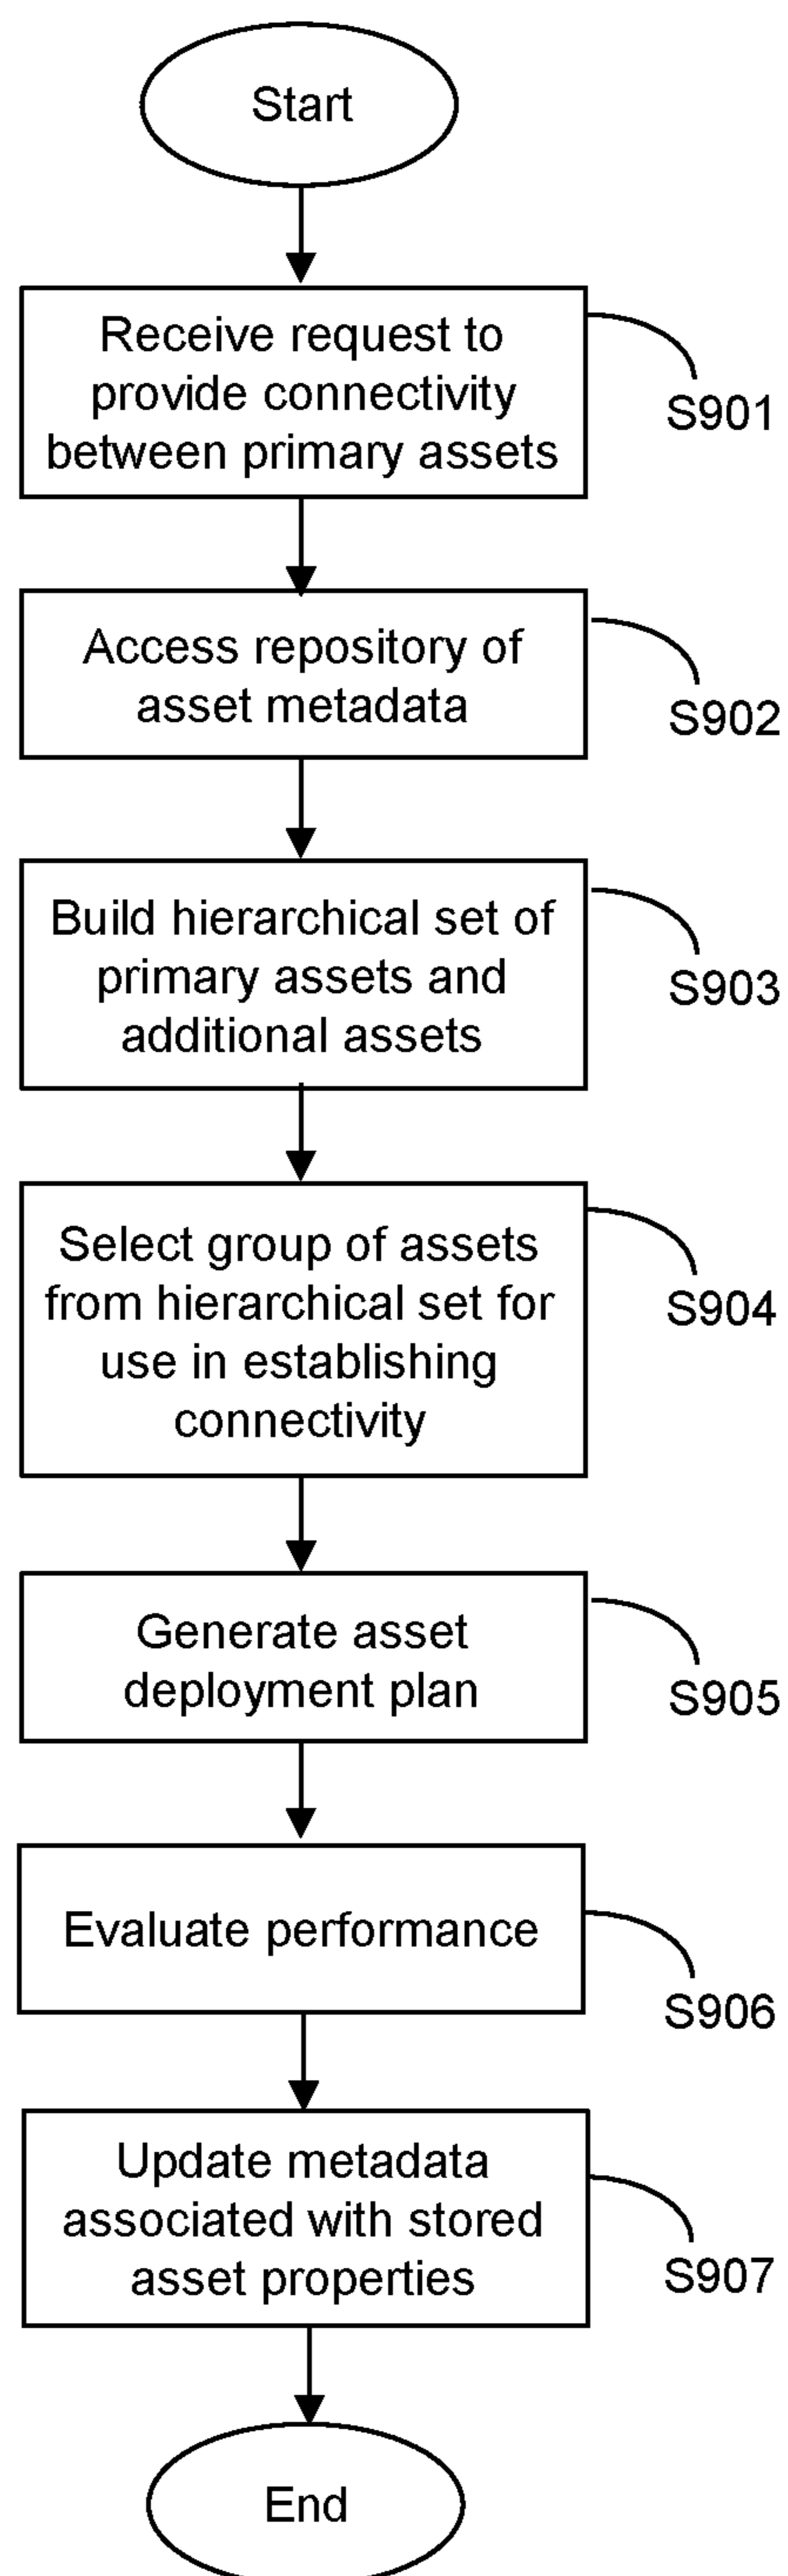 Start
Receive request to
provide connectivity
between primary assets
S901
Access repository of
asset metadata
S902
Build hierarchical set of
primary assets and
additional assets
S903
Select group of assets
from hierarchical set for
use in establishing
connectivity
S904
Generate asset
deployment plan
S905
Evaluate performance
S906
Update metadata
associated with stored
asset properties
S907
End